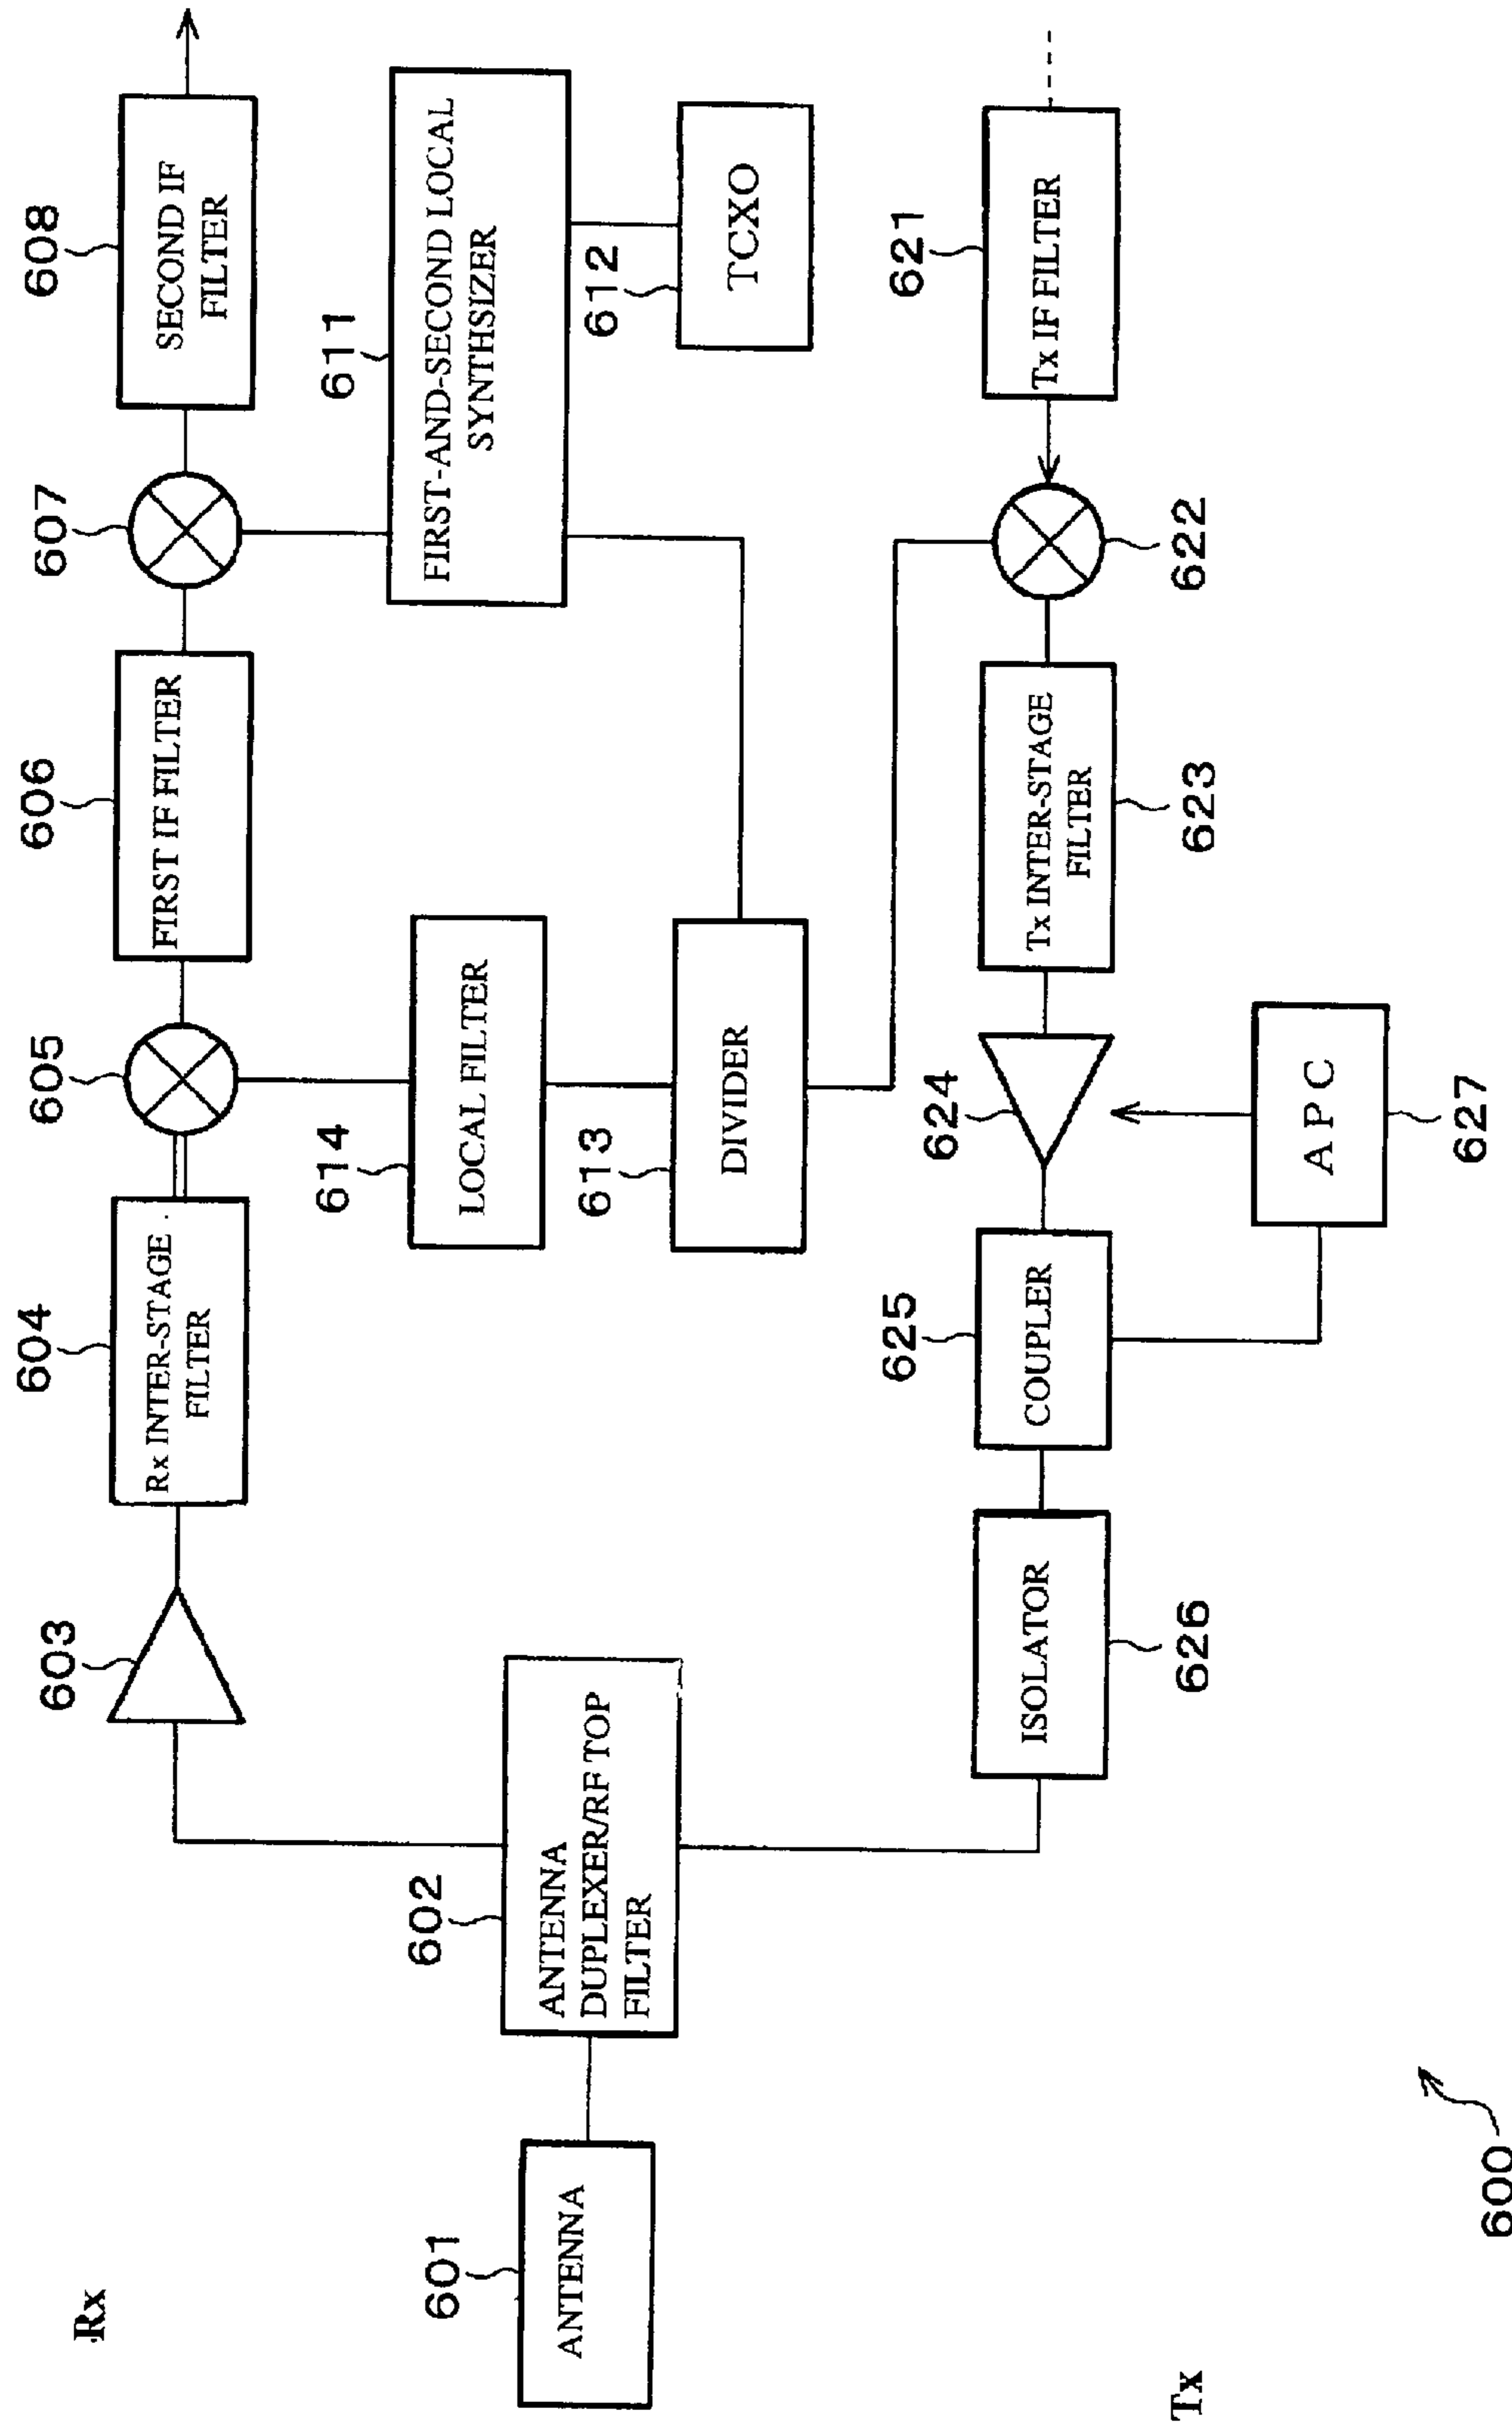 Rx
601
ANTENNA
602
ANTENNA
DUPLEXER/RF TOP
FILTER
603
604
Rx INTER-STAGE
FILTER
605
606
FIRST IF FILTER
607
608
SECOND IF
FILTER
611
FIRST-AND-SECOND LOCAL
SYNTHSIZER
612
TCXO
614
LOCAL FILTER
613
DIVIDER
621
Tx IF FILTER
622
623
Tx INTER-STAGE
FILTER
624
625
COUPLER
626
ISOLATOR
627
APC
Tx
600